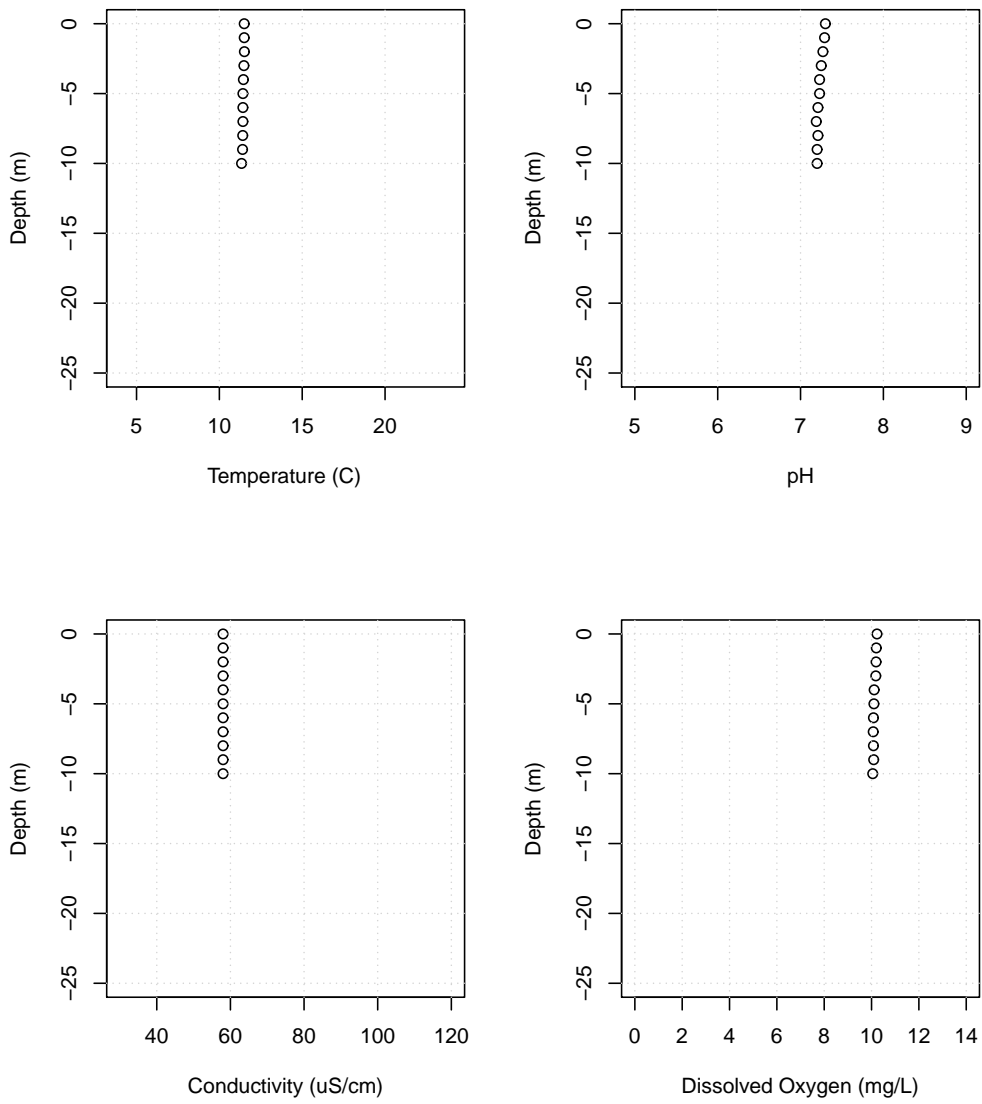 0
−5
−10
−15
−20
−25
Depth (m)
5 10 15 20
Temperature (C)
0
−5
−10
−15
−20
−25
Depth (m)
5 6 7 8 9
pH
0
−5
−10
−15
−20
−25
Depth (m)
40 60 80 100 120
Conductivity (uS/cm)
0
−5
−10
−15
−20
−25
Depth (m)
0 2 4 6 8 10 12 14
Dissolved Oxygen (mg/L)